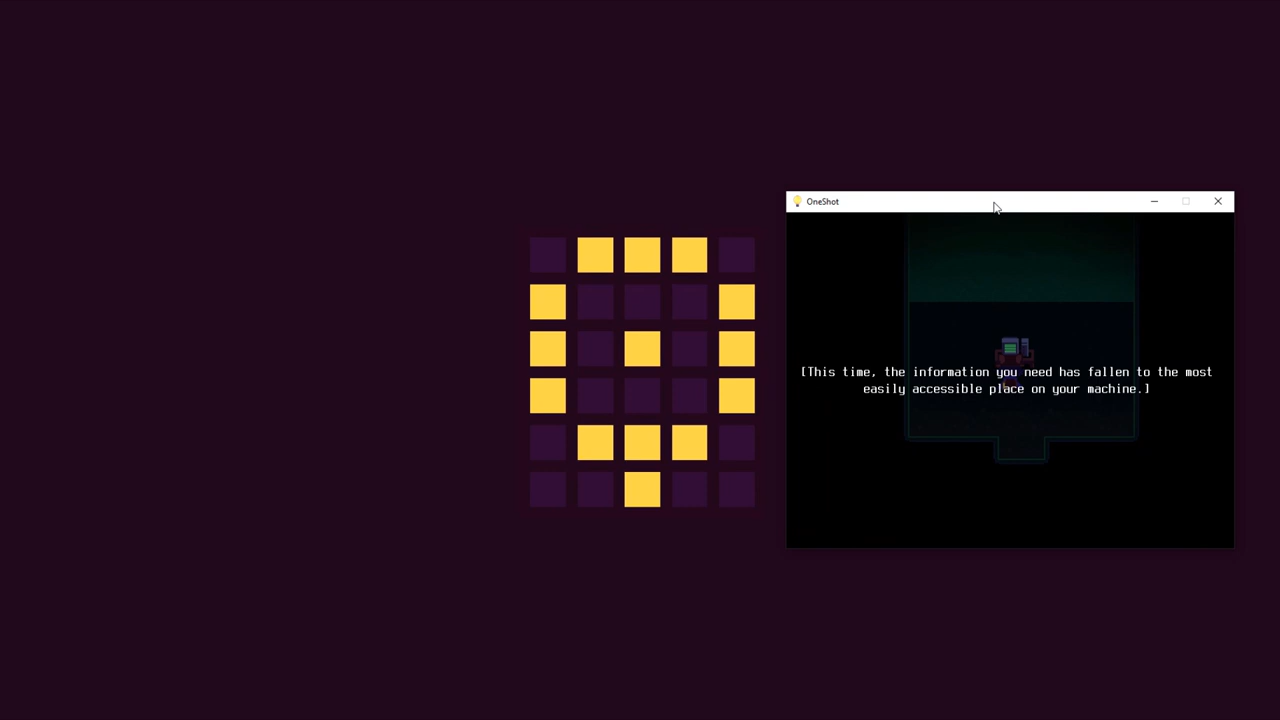 OneShot
[This time, the information you need has fallen to the most
easily accessible place on your machine.]